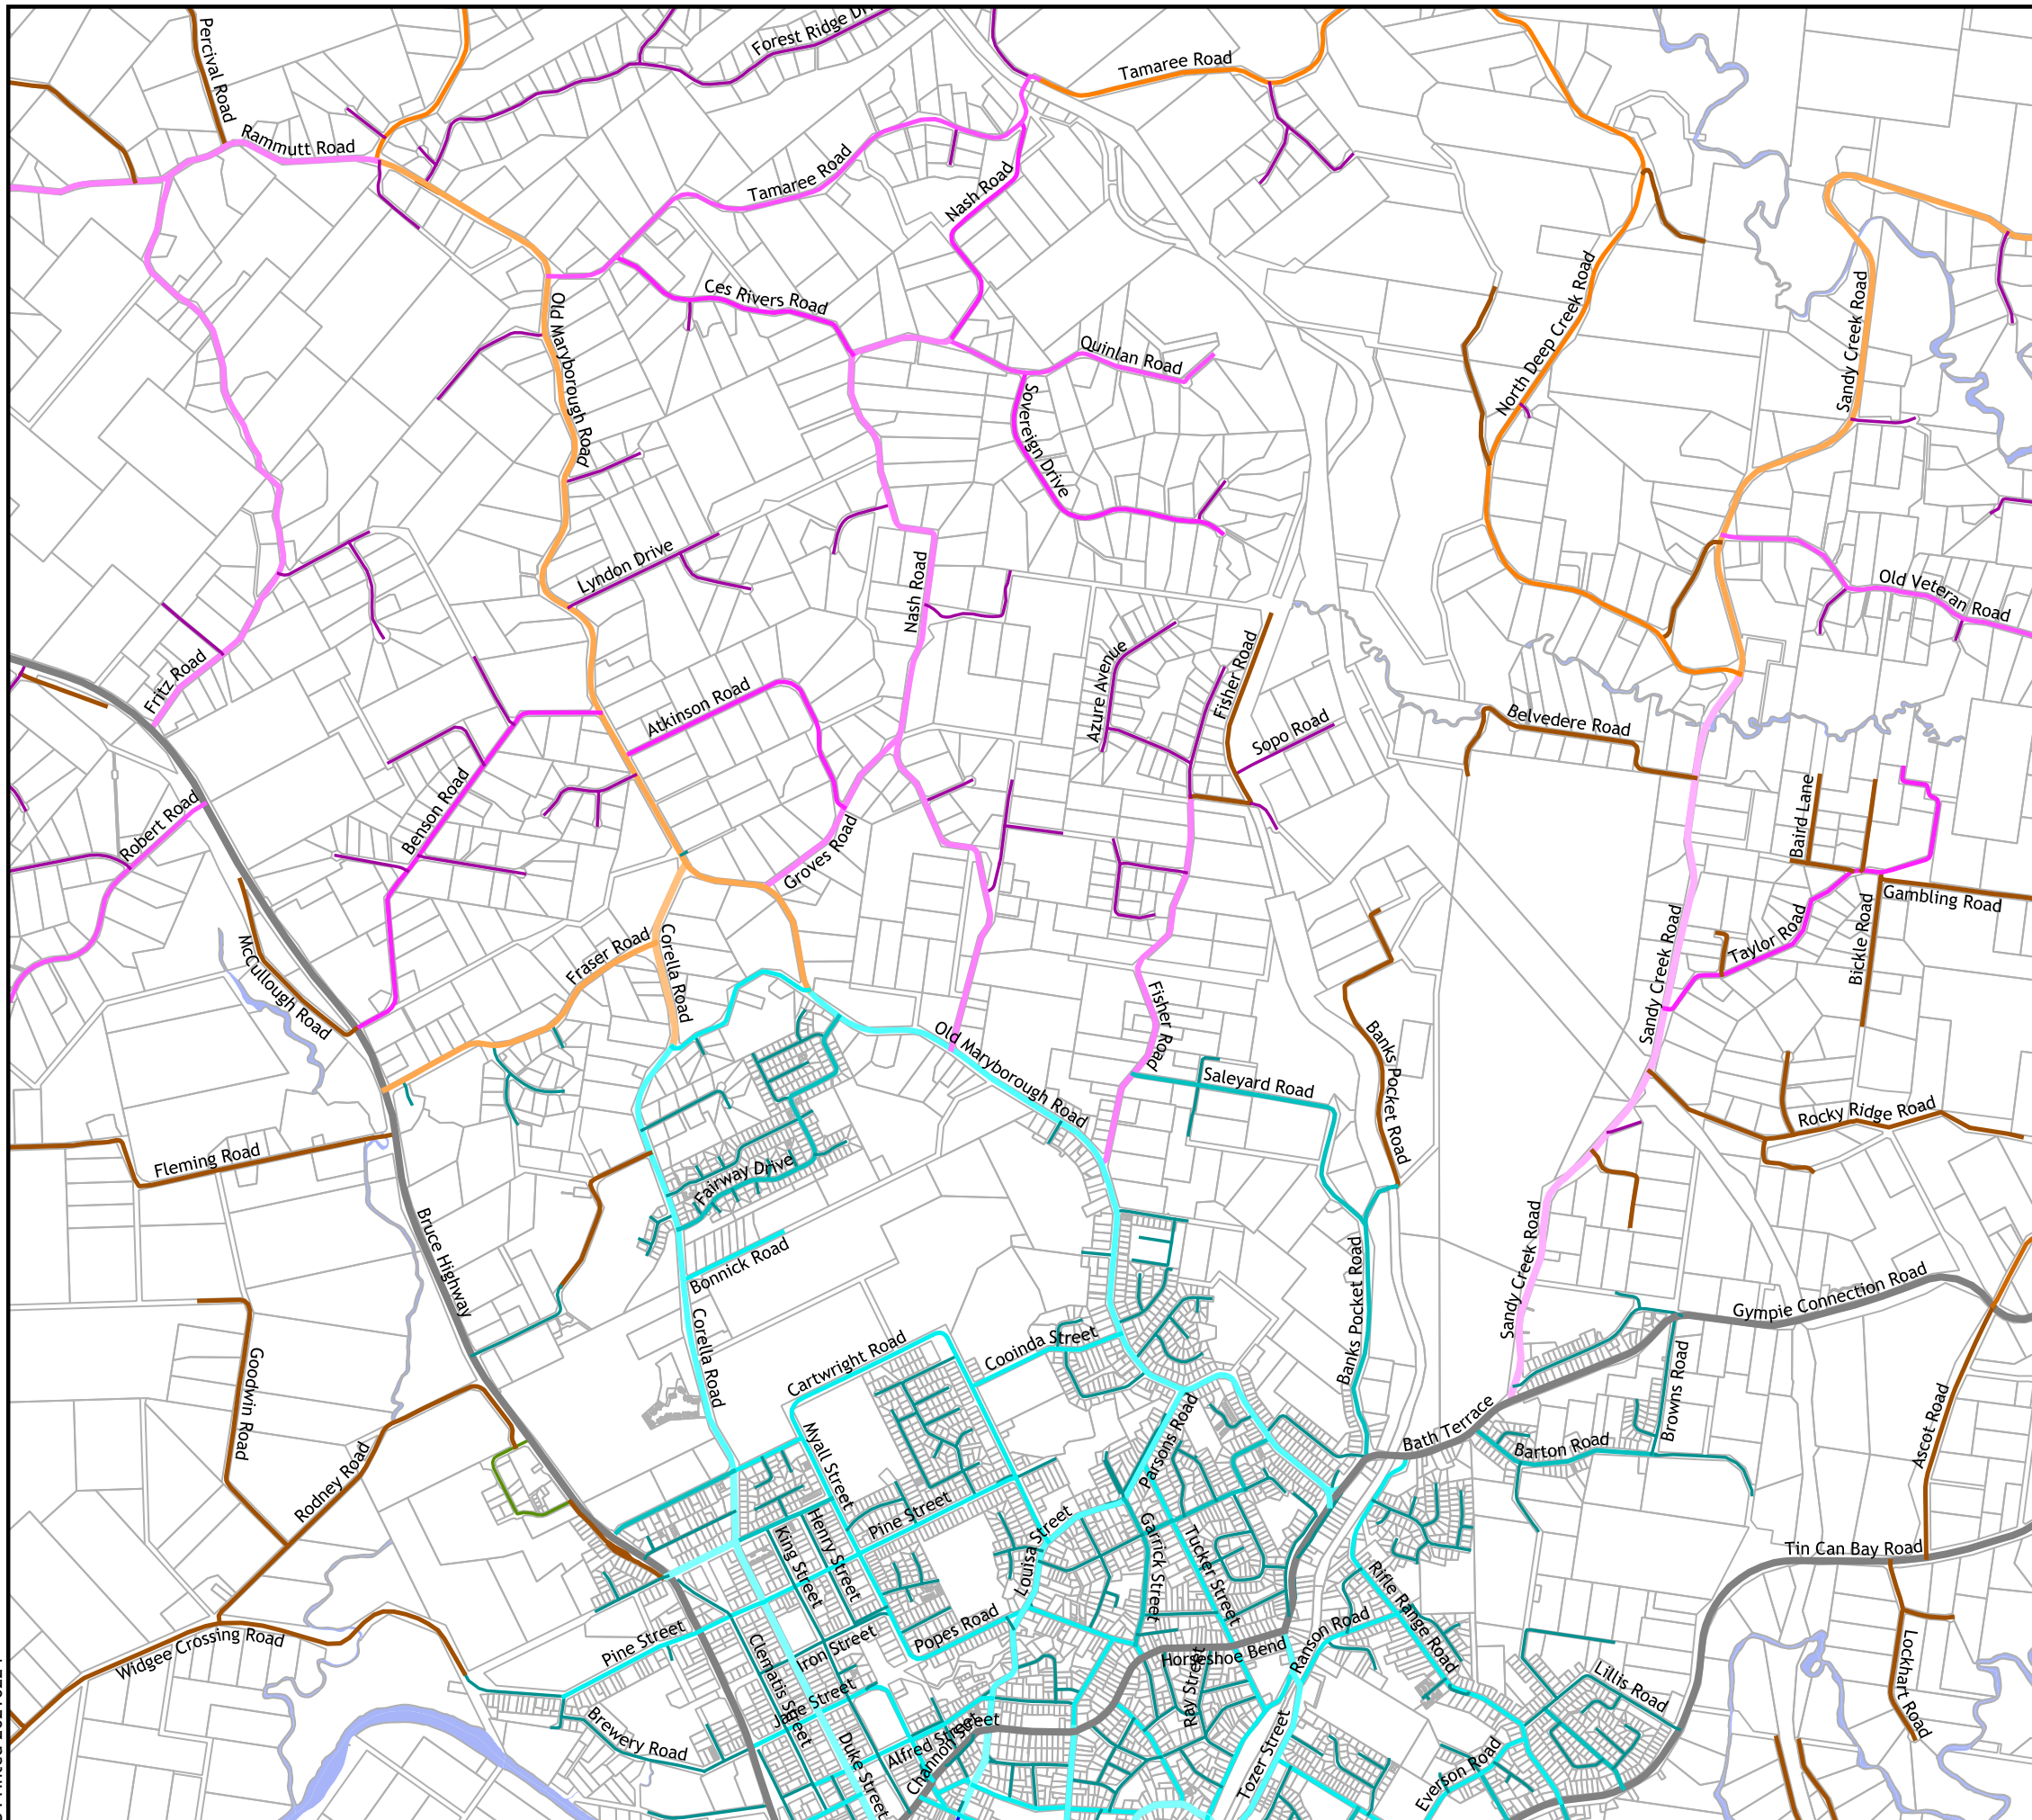 Percival Road
Forest Ridge
Tamaree Road
Rammutt Road
Tamaree Road
Nash Road
Ces Rivers Road
Old Maryborough Road
Quinlan Road
North Deep Creek Road
Sandy Creek Road
Sovereign Drive
Lyndon Drive
Nash Road
Old Veteran Road
Azure Avenue
Fisher Road
Fritz Road
Atkinson Road
Sopo Road
Belvedere Road
Robert Road
Benson Road
Groves Road
Baird Lane
Gambling Road
McCullough Road
Fraser Road
Corella Road
Sandy Creek Road
Taylor Road
Bickle Road
Old Maryborough Road
Fisher Road
Saleyard Road
Banks Pocket Road
Rocky Ridge Road
Fleming Road
Fairway Drive
Bruce Highway
Bonnick Road
Sandy Creek Road
Gympie Connection Road
Corella Road
Cartwright Road
Cooinda Street
Banks Pocket Road
Goodwin Road
Browns Road
Parsons Road
Bath Terrace
Barton Road
Ascot Road
Rodney Road
Myall Street
Pine Street
Henry Street
King Street
Louisa Street
Garrick Street
Tucker Street
Tin Can Bay Road
Rifle Range Road
Widgee Crossing Road
Pine Street
Iron Street
Popes Road
Horseshoe Bend
Ranson Road
Ray Street
Clematis Street
Jane Street
Lillis Road
Lockhart Road
Brewery Road
Duke Street
Alfred Street
Channon Street
Tozer Street
Everson Road